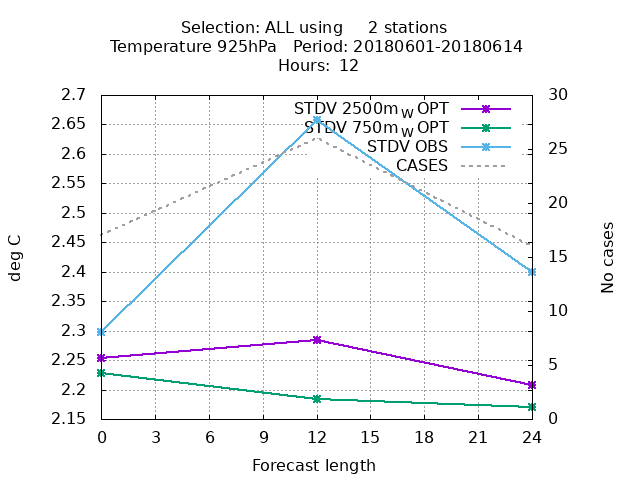 Selection: ALL using     2 stations
Temperature 925hPa   Period: 20180601-20180614
Hours:  12
2.7
2.65
2.6
2.55
2.5
2.45
2.4
2.35
2.3
2.25
2.2
2.15
deg C
STDV 2500m_W OPT
STDV 750m_W OPT
STDV OBS
CASES
30
25
20
15
10
5
0
No cases
0 3 6 9 12 15 18 21 24
Forecast length